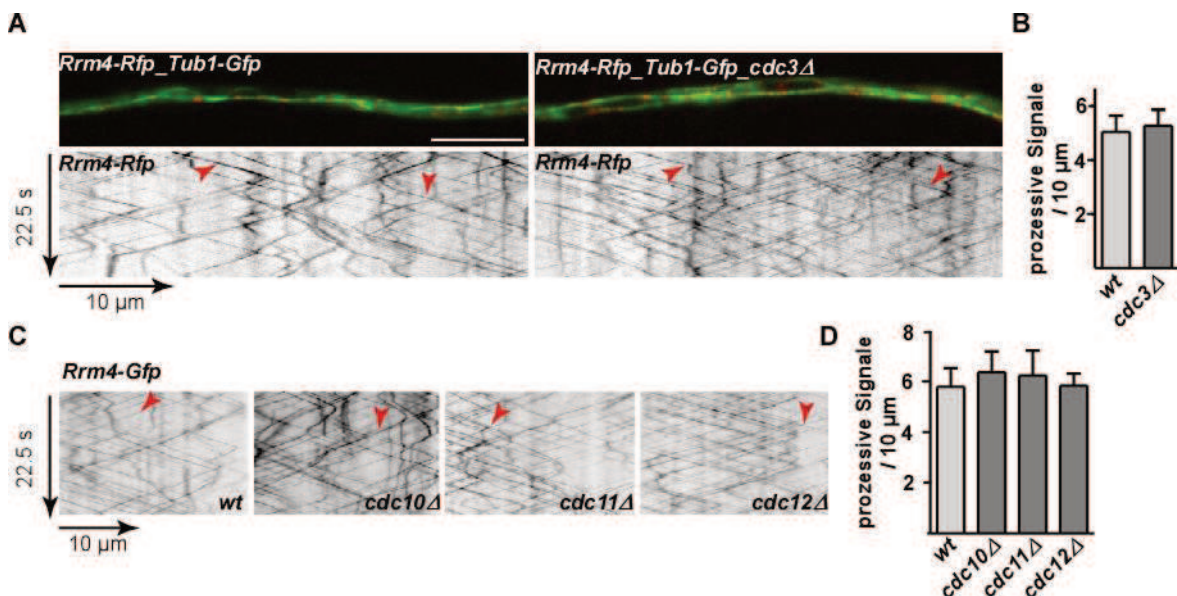 A
Rrm4-Rfp_Tub1-Gfp
Rrm4-Rfp_Tub1-Gfp_cdc3Δ
Rrm4-Rfp
Rrm4-Rfp
22.5 s
10 µm
B
prozessive Signale
/ 10 µm
6
4
2
wt
cdc3Δ
C
Rrm4-Gfp
22.5 s
wt
cdc10Δ
cdc11Δ
cdc12Δ
10 µm
D
prozessive Signale
/ 10 µm
8
6
4
2
wt
cdc10Δ
cdc11Δ
cdc12Δ